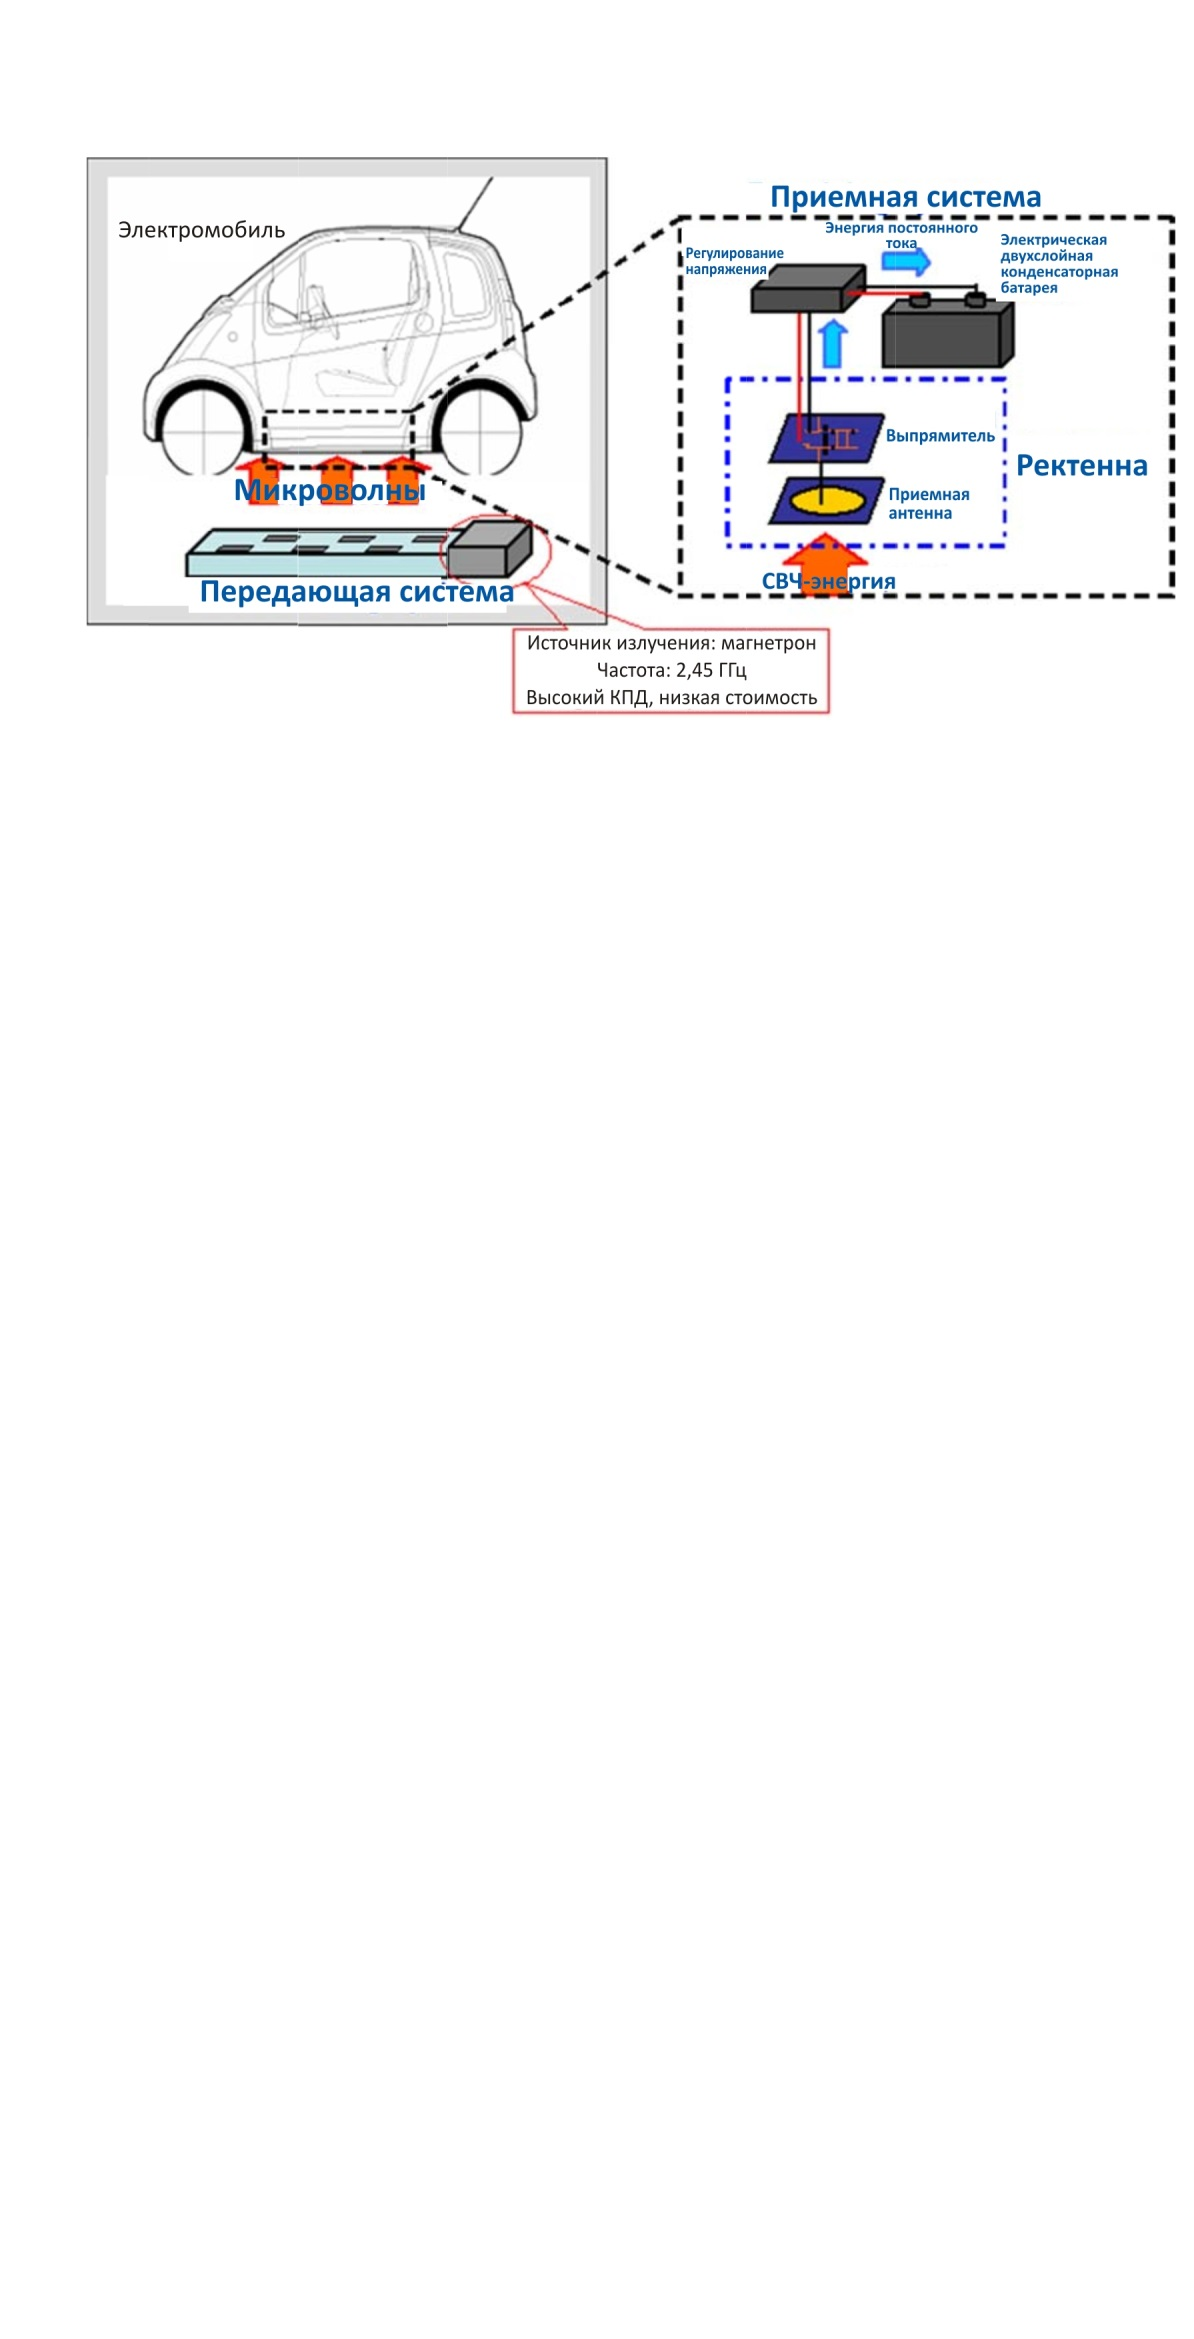 Электромобиль
Микроволны
Передающая система
Источник излучения: магнетрон
Частота: 2,45 ГГц
Высокий КПД, низкая стоимость
Приемная система
Энергия постоянного
тока
Регулирование
напряжения
Электрическая
двухслойная
конденсаторная
батарея
Выпрямитель
Ректенна
Приемная
антенна
СВЧ-энергия